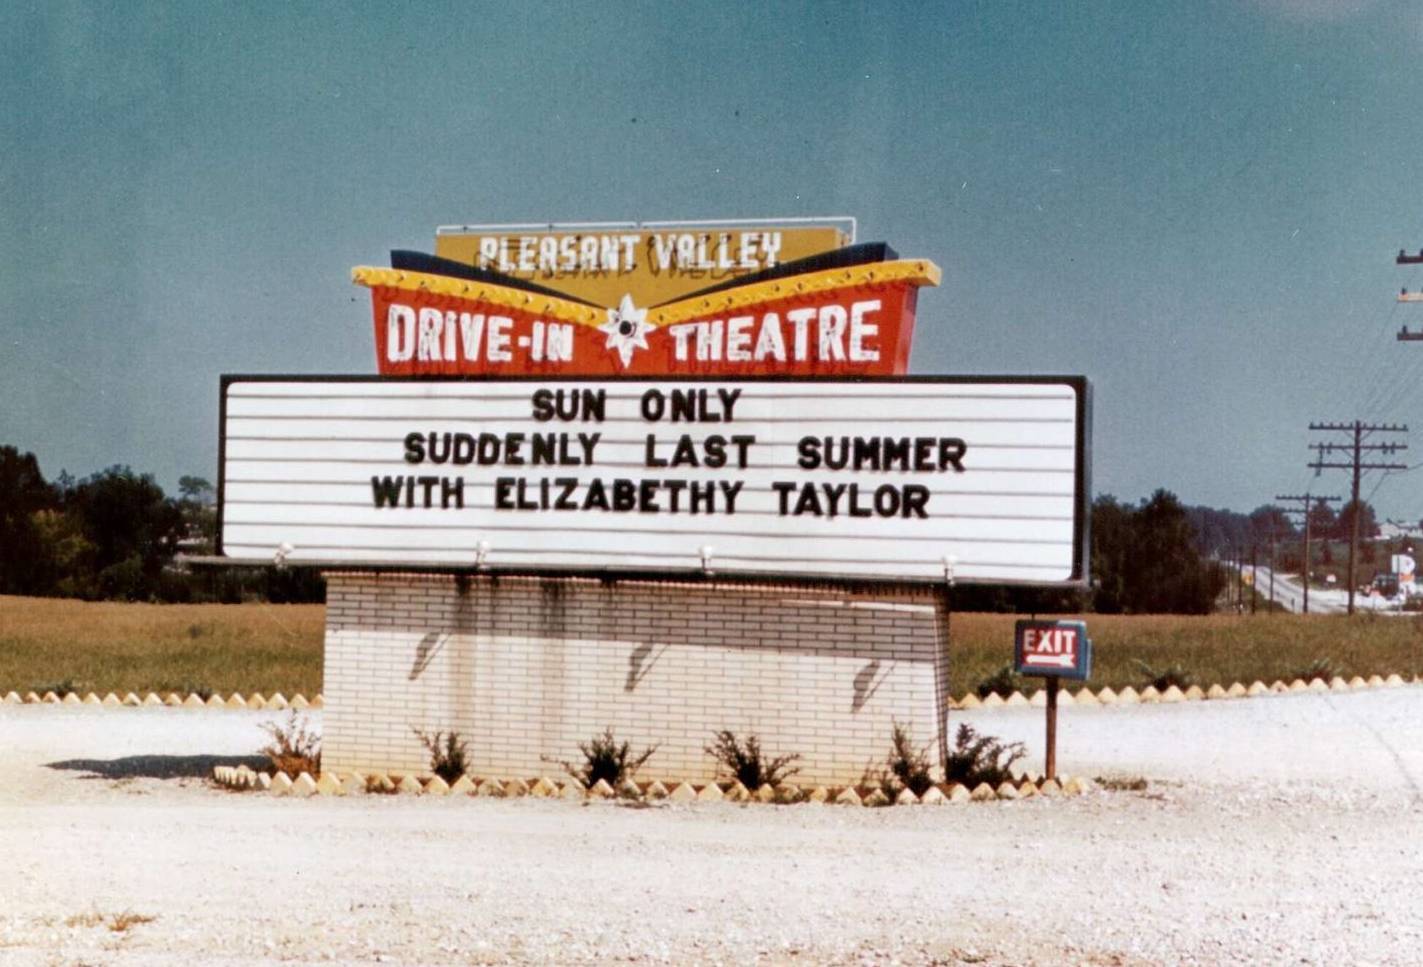 PLEASANT VALLEY
DRIVE-IN THEATRE
SUN ONLY
SUDDENLY LAST SUMMER
WITH ELIZABETHY TAYLOR
EXIT